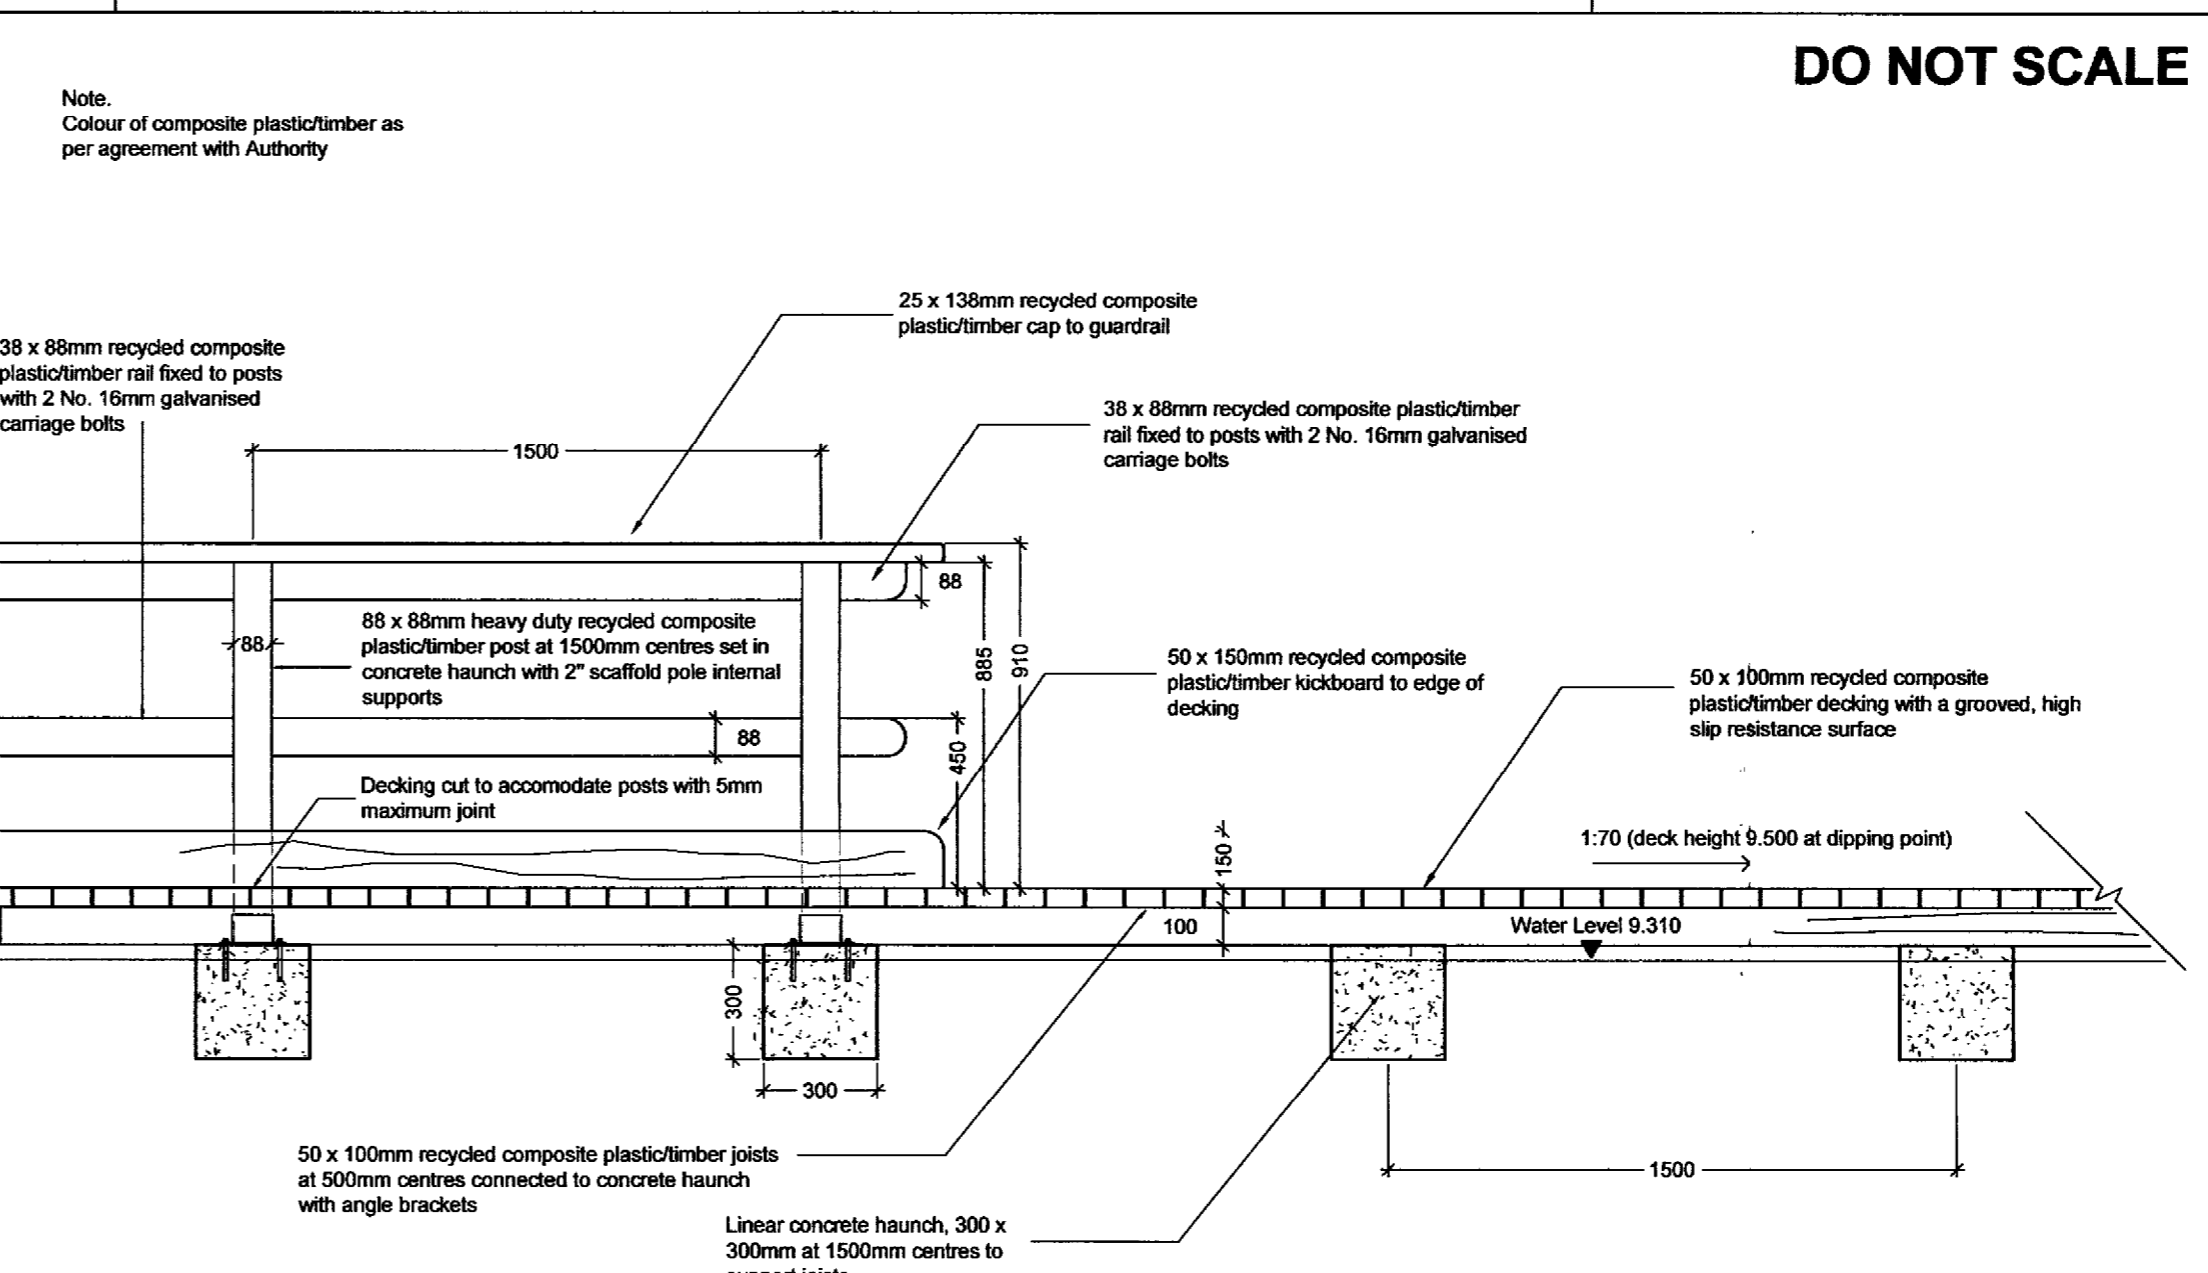 DO NOT SCALE
Note.
Colour of composite plastic/timber as
per agreement with Authority
25 x 138mm recycled composite
plastic/timber cap to guardrail
38 x 88mm recycled composite
plastic/timber rail fixed to posts
with 2 No. 16mm galvanised
carriage bolts
38 x 88mm recycled composite plastic/timber
rail fixed to posts with 2 No. 16mm galvanised
carriage bolts
1500
88
88 x 88mm heavy duty recycled composite
plastic/timber post at 1500mm centres set in
concrete haunch with 2" scaffold pole internal
supports
88
885
910
50 x 150mm recycled composite
plastic/timber kickboard to edge of
decking
50 x 100mm recycled composite
plastic/timber decking with a grooved, high
slip resistance surface
88
450
Decking cut to accomodate posts with 5mm
maximum joint
150
1:70 (deck height 9.500 at dipping point)
100
Water Level 9.310
300
300
50 x 100mm recycled composite plastic/timber joists
at 500mm centres connected to concrete haunch
with angle brackets
1500
Linear concrete haunch, 300 x
300mm at 1500mm centres to